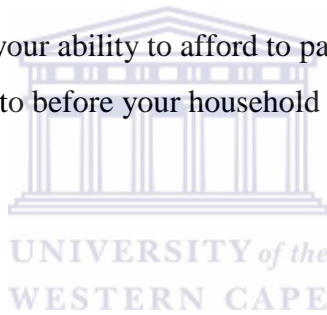 your ability to afford to pa
to before your household
UNIVERSITY of the
WESTERN CAPE